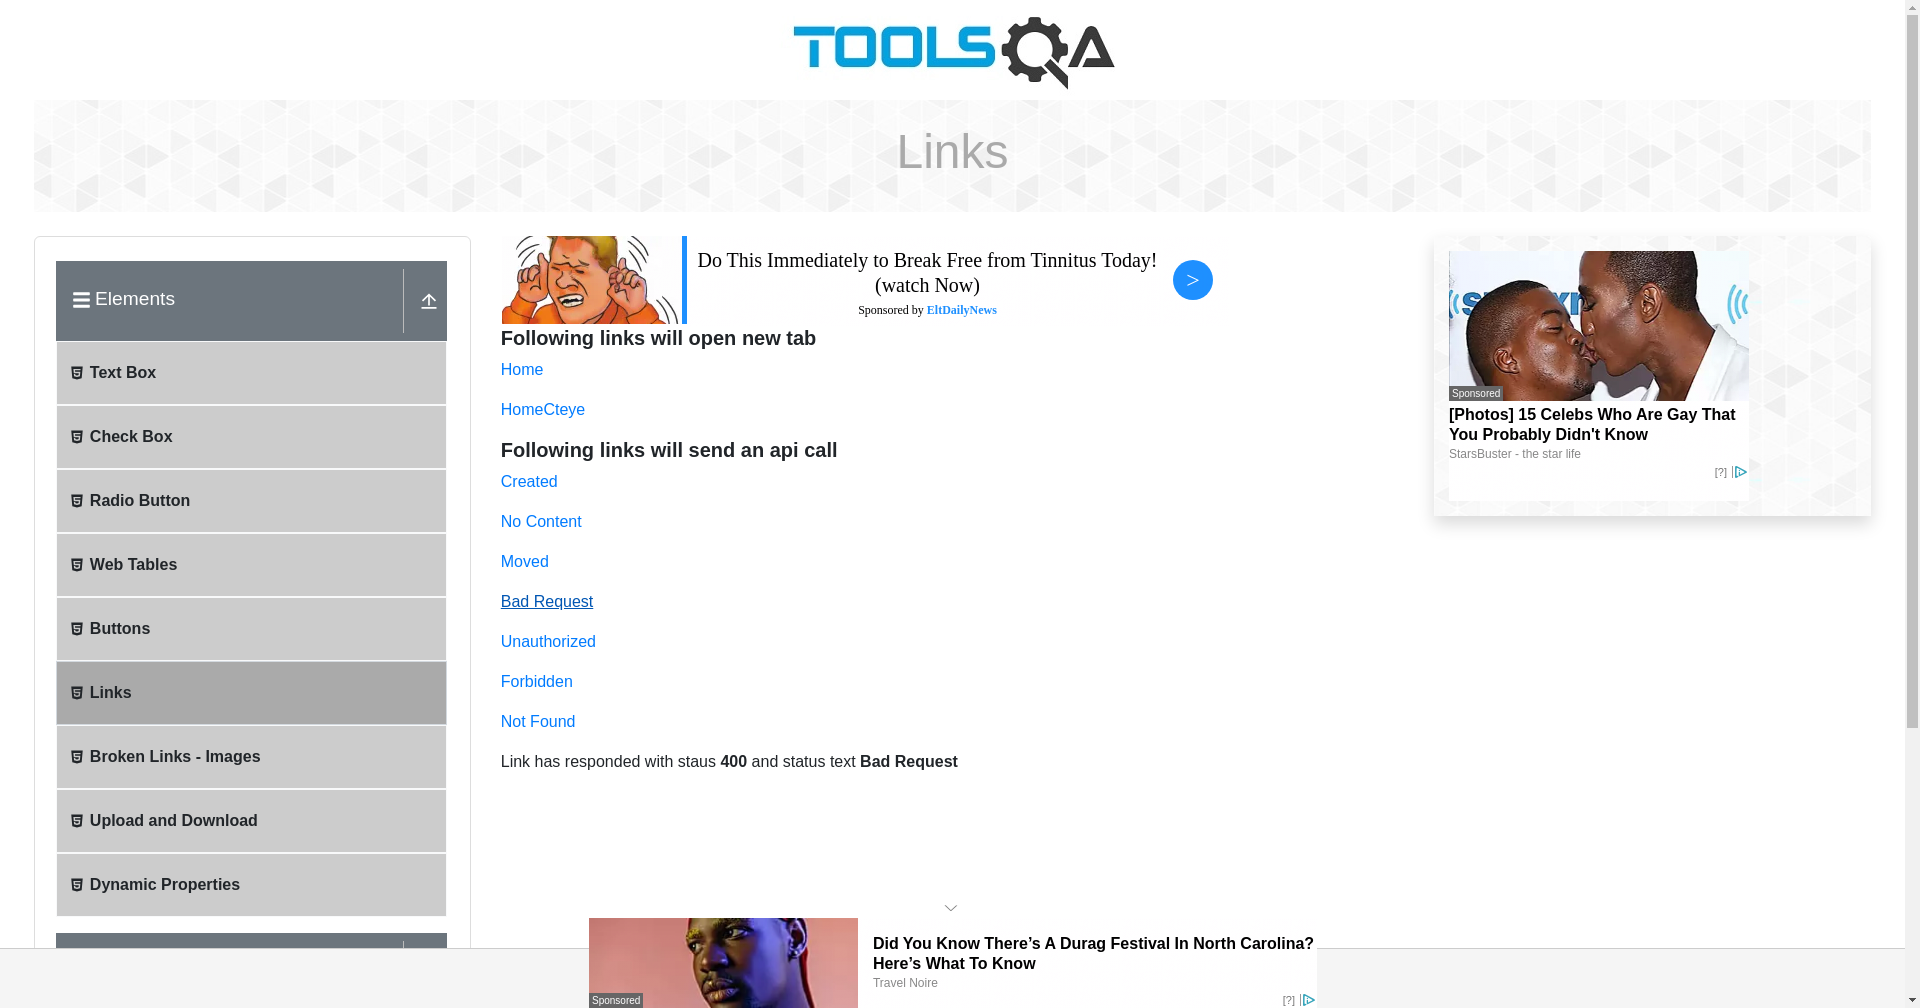 TOOLSQA
Links
Elements
Text Box
Check Box
Radio Button
Web Tables
Buttons
Links
Broken Links - Images
Upload and Download
Dynamic Properties
Do This Immediately to Break Free from Tinnitus Today!
(watch Now)
Sponsored by EltDailyNews
>
Following links will open new tab
Home
HomeCteye
Following links will send an api call
Created
No Content
Moved
Bad Request
Unauthorized
Forbidden
Not Found
Link has responded with staus 400 and status text Bad Request
Sponsored
[Photos] 15 Celebs Who Are Gay That
You Probably Didn't Know
StarsBuster - the star life
[?]
Did You Know There’s A Durag Festival In North Carolina?
Here’s What To Know
Travel Noire
Sponsored
[?]